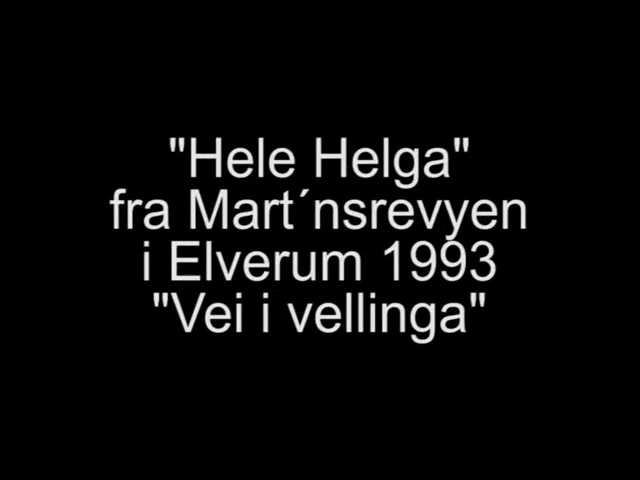 "Hele Helga"
fra Mart´nsrevyen
i Elverum 1993
"Vei i vellinga"